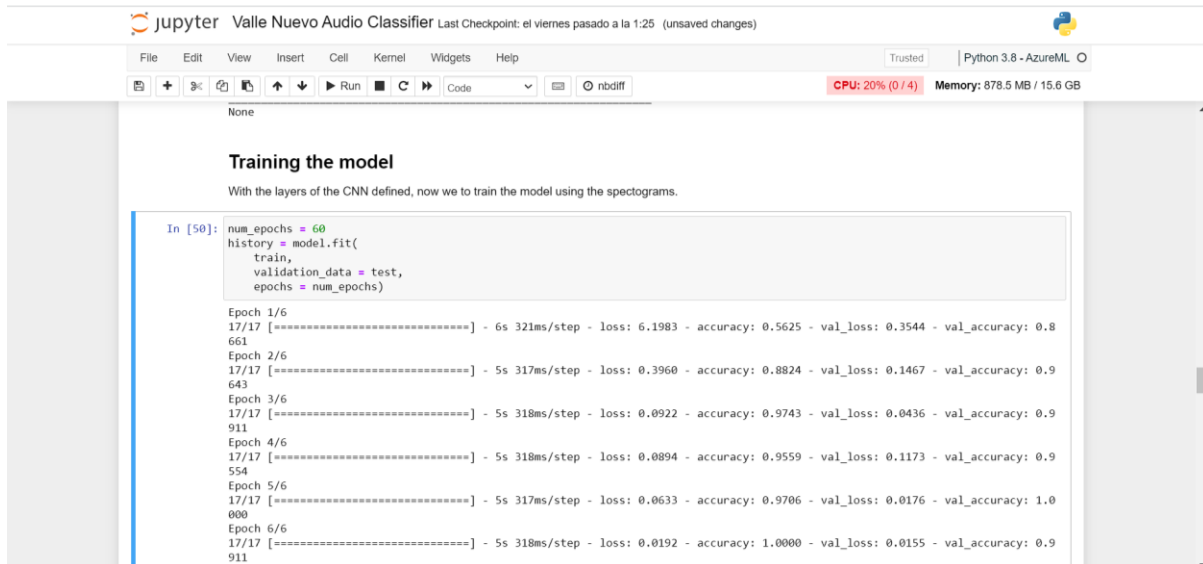 jupyter Valle Nuevo Audio Classifier Last Checkpoint: el viernes pasado a la 1:25 (unsaved changes)
File Edit View Insert Cell Kernel Widgets Help Trusted Python 3.8 - AzureML
Run Code nbdiff CPU: 20% (0 / 4) Memory: 878.5 MB / 15.6 GB
None
Training the model
With the layers of the CNN defined, now we to train the model using the spectograms.
In [50]: num_epochs = 60
history = model.fit(
    train,
    validation_data = test,
    epochs = num_epochs)
Epoch 1/6
17/17 [==============================] - 6s 321ms/step - loss: 6.1983 - accuracy: 0.5625 - val_loss: 0.3544 - val_accuracy: 0.8
661
Epoch 2/6
17/17 [==============================] - 5s 317ms/step - loss: 0.3960 - accuracy: 0.8824 - val_loss: 0.1467 - val_accuracy: 0.9
643
Epoch 3/6
17/17 [==============================] - 5s 318ms/step - loss: 0.0922 - accuracy: 0.9743 - val_loss: 0.0436 - val_accuracy: 0.9
911
Epoch 4/6
17/17 [==============================] - 5s 318ms/step - loss: 0.0894 - accuracy: 0.9559 - val_loss: 0.1173 - val_accuracy: 0.9
554
Epoch 5/6
17/17 [==============================] - 5s 317ms/step - loss: 0.0633 - accuracy: 0.9706 - val_loss: 0.0176 - val_accuracy: 1.0
000
Epoch 6/6
17/17 [==============================] - 5s 318ms/step - loss: 0.0192 - accuracy: 1.0000 - val_loss: 0.0155 - val_accuracy: 0.9
911